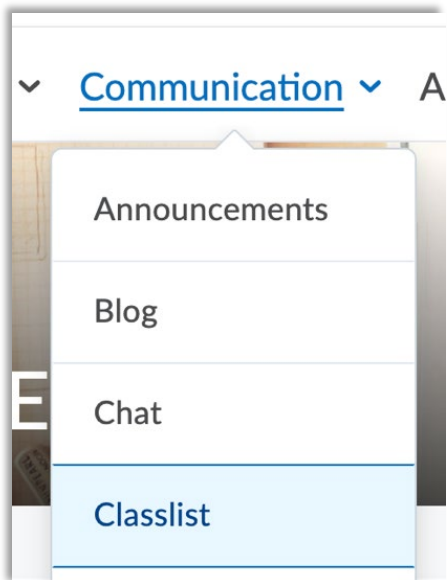 Communication A
Announcements
Blog
E
Chat
Classlist